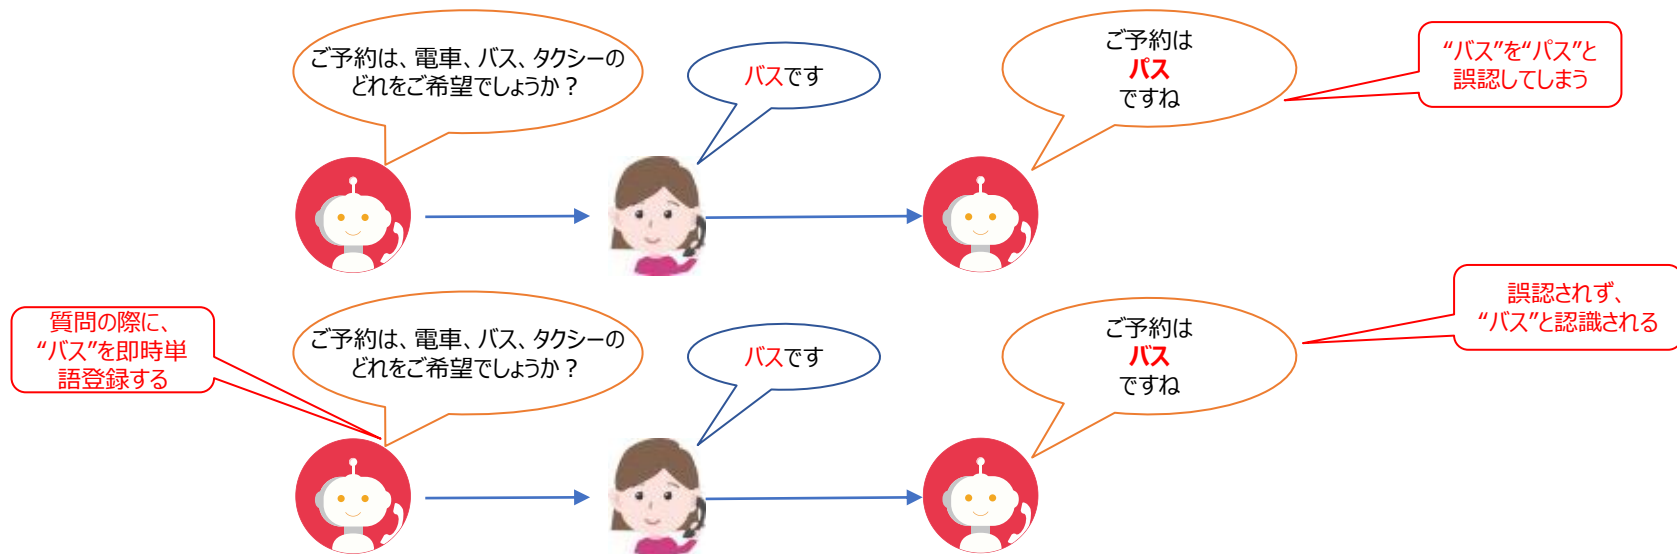 ご予約は、電車、バス、タクシーの
どれをご希望でしょうか？
バスです
ご予約は
パス
ですね
“バス”を“パス”と
誤認してしまう
質問の際に、
“バス”を即時単
語登録する
ご予約は、電車、バス、タクシーの
どれをご希望でしょうか？
バスです
ご予約は
バス
ですね
誤認されず、
“バス”と認識される